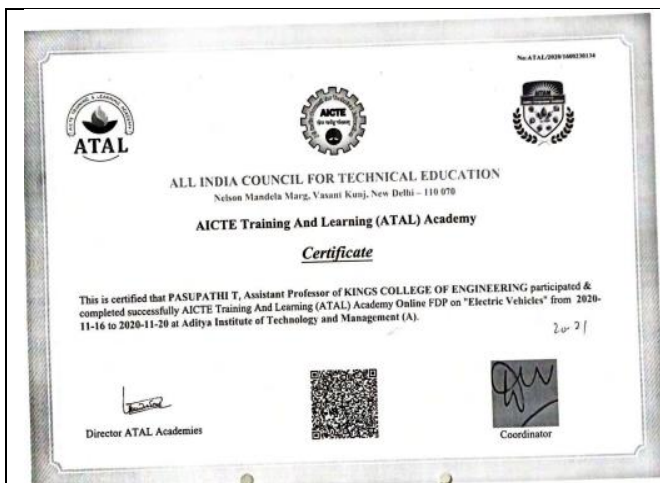 No:ATAL/2020/1608230134
ATAL
AICTE
ALL INDIA COUNCIL FOR TECHNICAL EDUCATION
Nelson Mandela Marg, Vasant Kunj, New Delhi – 110 070
AICTE Training And Learning (ATAL) Academy
Certificate
This is certified that PASUPATHI T, Assistant Professor of KINGS COLLEGE OF ENGINEERING participated &
completed successfully AICTE Training And Learning (ATAL) Academy Online FDP on "Electric Vehicles" from 2020-
11-16 to 2020-11-20 at Aditya Institute of Technology and Management (A).
20-21
Director ATAL Academies
Coordinator